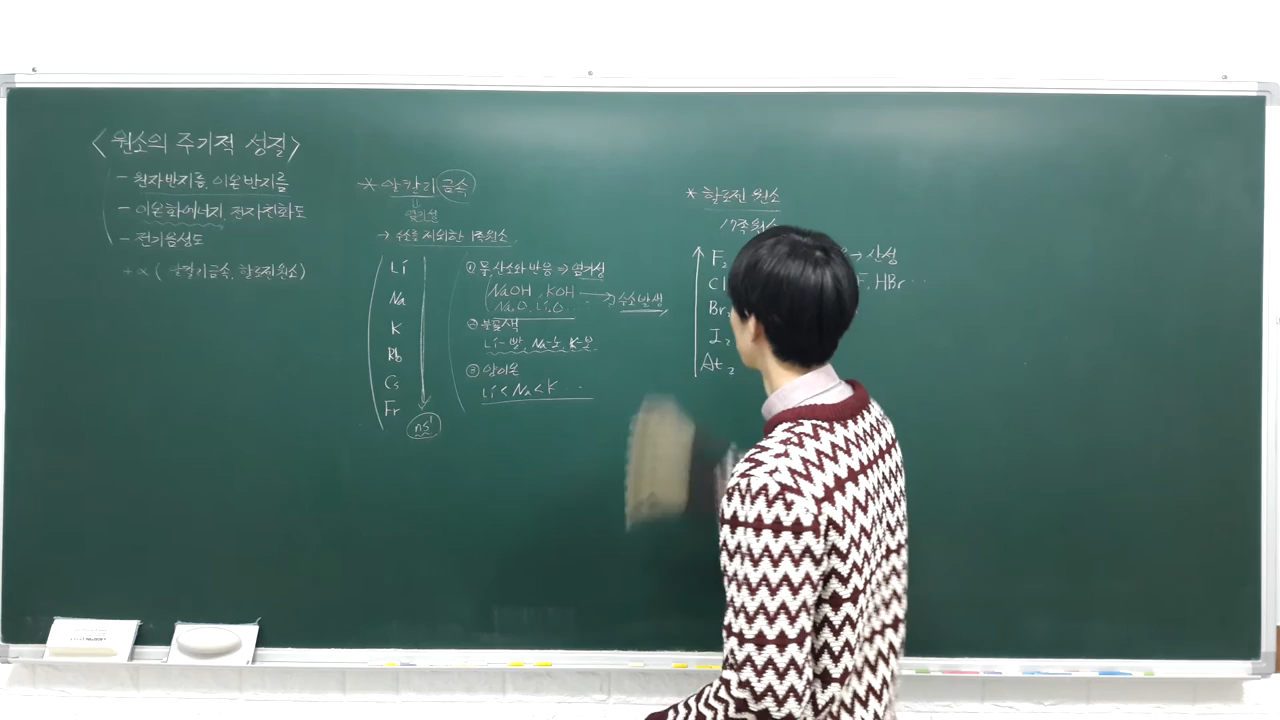 <원소의 주기적 성질>
- 원자반지름, 이온반지름
- 이온화에너지, 전자친화도
- 전기음성도
+ α ( 알칼리금속, 할로젠원소)
* 알칼리금속
→ 수소를 제외한 1족원소
Li
Na
K
Rb
Cs
Fr
ns¹
① 물, 산소와 반응 ⇒ 염기성
NaOH, KOH → 수소발생
Na₂O, Li₂O ..
② 불꽃색
Li-빨, Na-노, K-보
③ 양이온
Li < Na < K ...
* 할로젠 원소
17족원소
F₂ → 산성
Cl F, HBr ...
Br₂
I₂
At₂